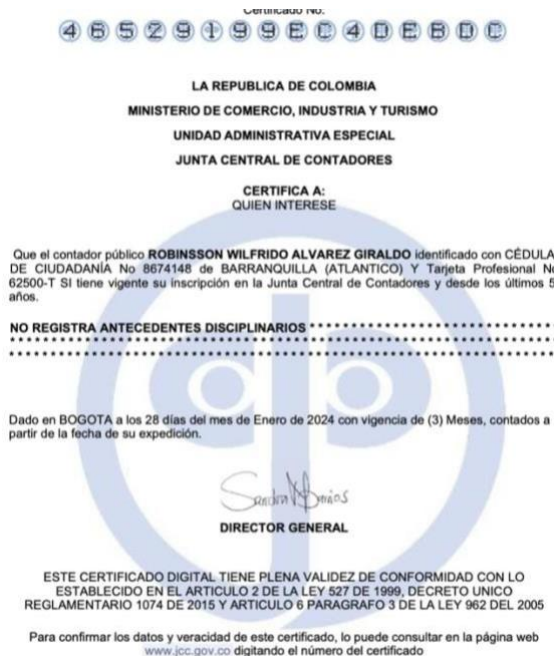 Certificado No:
46529199EC4DEBDC
LA REPUBLICA DE COLOMBIA
MINISTERIO DE COMERCIO, INDUSTRIA Y TURISMO
UNIDAD ADMINISTRATIVA ESPECIAL
JUNTA CENTRAL DE CONTADORES
CERTIFICA A:
QUIEN INTERESE
Que el contador público ROBINSSON WILFRIDO ALVAREZ GIRALDO identificado con CÉDULA
DE CIUDADANÍA No 8674148 de BARRANQUILLA (ATLANTICO) Y Tarjeta Profesional No
62500-T SI tiene vigente su inscripción en la Junta Central de Contadores y desde los últimos 5
años.
NO REGISTRA ANTECEDENTES DISCIPLINARIOS * * * * * * * * * * * * * * * * * * * * * * * * *
* * * * * * * * * * * * * * * * * * * * * * * * * * * * * * * * * * * * * * * * * * * * * * * * * * * * * * *
* * * * * * * * * * * * * * * * * * * * * * * * * * * * * * * * * * * * * * * * * * * * * * * * * * * * * * *
Dado en BOGOTA a los 28 días del mes de Enero de 2024 con vigencia de (3) Meses, contados a
partir de la fecha de su expedición.
DIRECTOR GENERAL
ESTE CERTIFICADO DIGITAL TIENE PLENA VALIDEZ DE CONFORMIDAD CON LO
ESTABLECIDO EN EL ARTICULO 2 DE LA LEY 527 DE 1999, DECRETO UNICO
REGLAMENTARIO 1074 DE 2015 Y ARTICULO 6 PARAGRAFO 3 DE LA LEY 962 DEL 2005
Para confirmar los datos y veracidad de este certificado, lo puede consultar en la página web
www.jcc.gov.co digitando el número del certificado